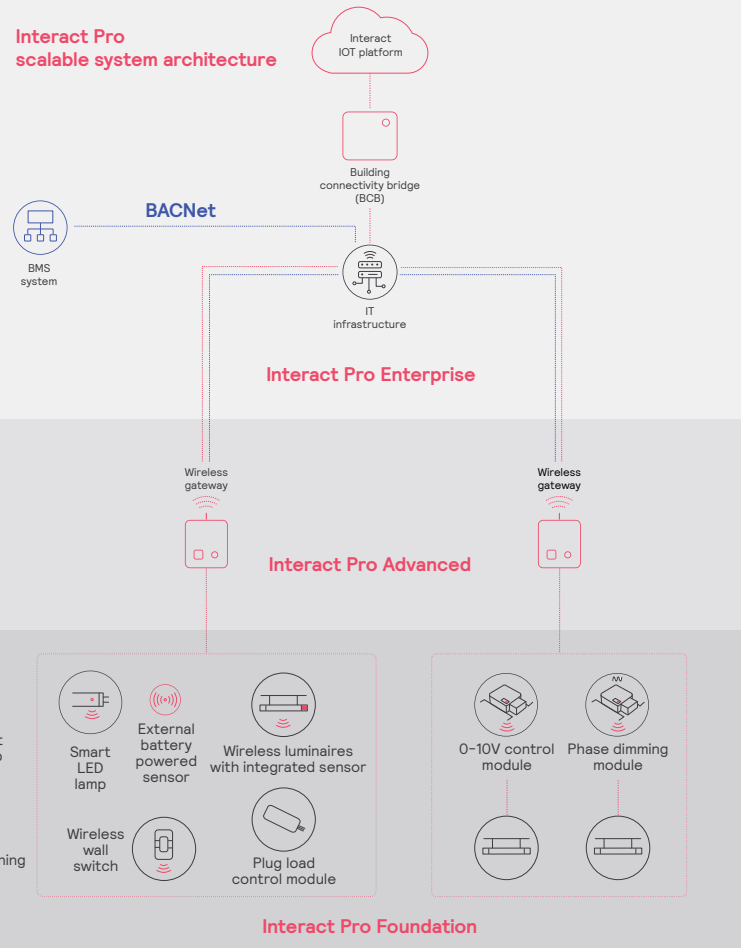 Interact Pro
scalable system architecture
Interact
IOT platform
Building
connectivity bridge
(BCB)
BACNet
BMS
system
IT
infrastructure
Interact Pro Enterprise
Wireless
gateway
Wireless
gateway
Interact Pro Advanced
Smart
LED
lamp
External
battery
powered
sensor
Wireless luminaires
with integrated sensor
0-10V control
module
Phase dimming
module
Wireless
wall
switch
Plug load
control module
Interact Pro Foundation